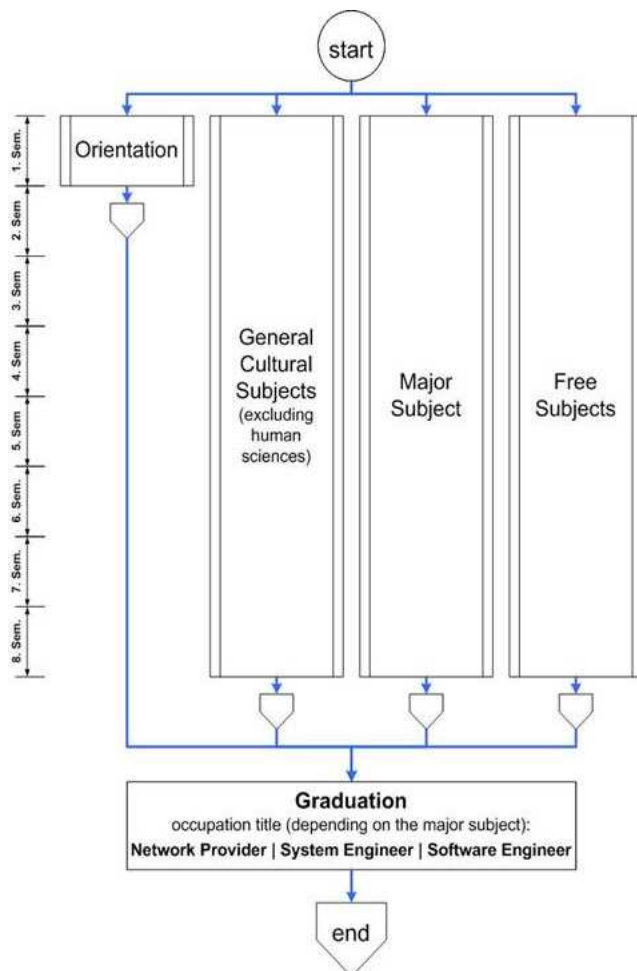 start
1. Sem.
2. Sem
3. Sem
4. Sem
5. Sem
6. Sem.
7. Sem.
8. Sem.
Orientation
General
Cultural
Subjects
(excluding
human
sciences)
Major
Subject
Free
Subjects
Graduation
occupation title (depending on the major subject):
Network Provider | System Engineer | Software Engineer
end